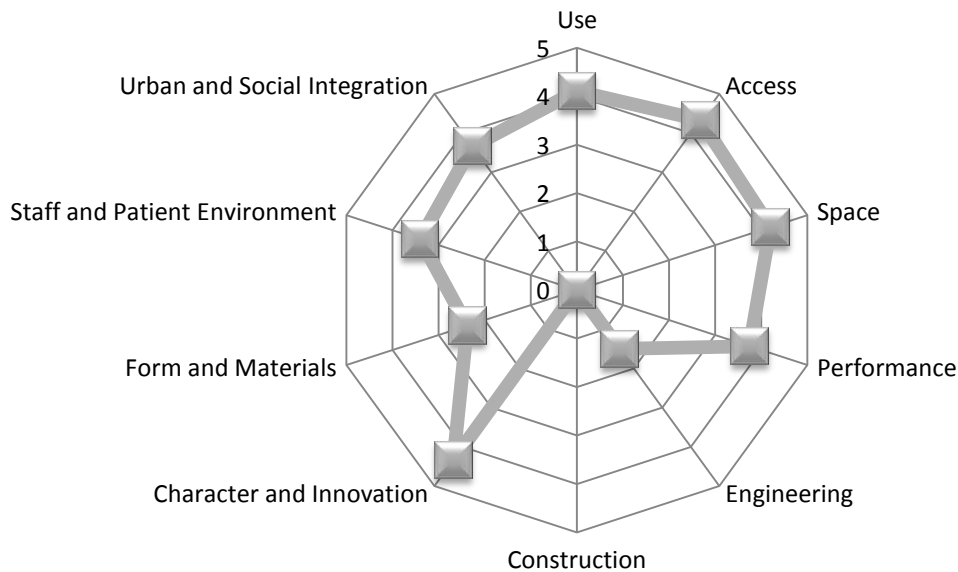 Use
5
Urban and Social Integration
Access
4
3
Staff and Patient Environment
2
Space
1
0
Form and Materials
Performance
Character and Innovation
Engineering
Construction